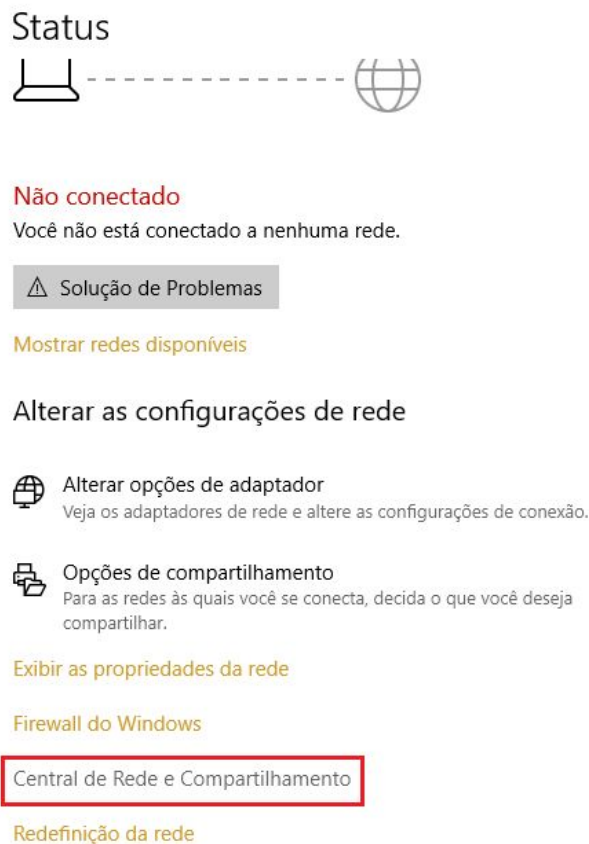 Status
Não conectado
Você não está conectado a nenhuma rede.
Solução de Problemas
Mostrar redes disponíveis
Alterar as configurações de rede
Alterar opções de adaptador
Veja os adaptadores de rede e altere as configurações de conexão.
Opções de compartilhamento
Para as redes às quais você se conecta, decida o que você deseja
compartilhar.
Exibir as propriedades da rede
Firewall do Windows
Central de Rede e Compartilhamento
Redefinição da rede